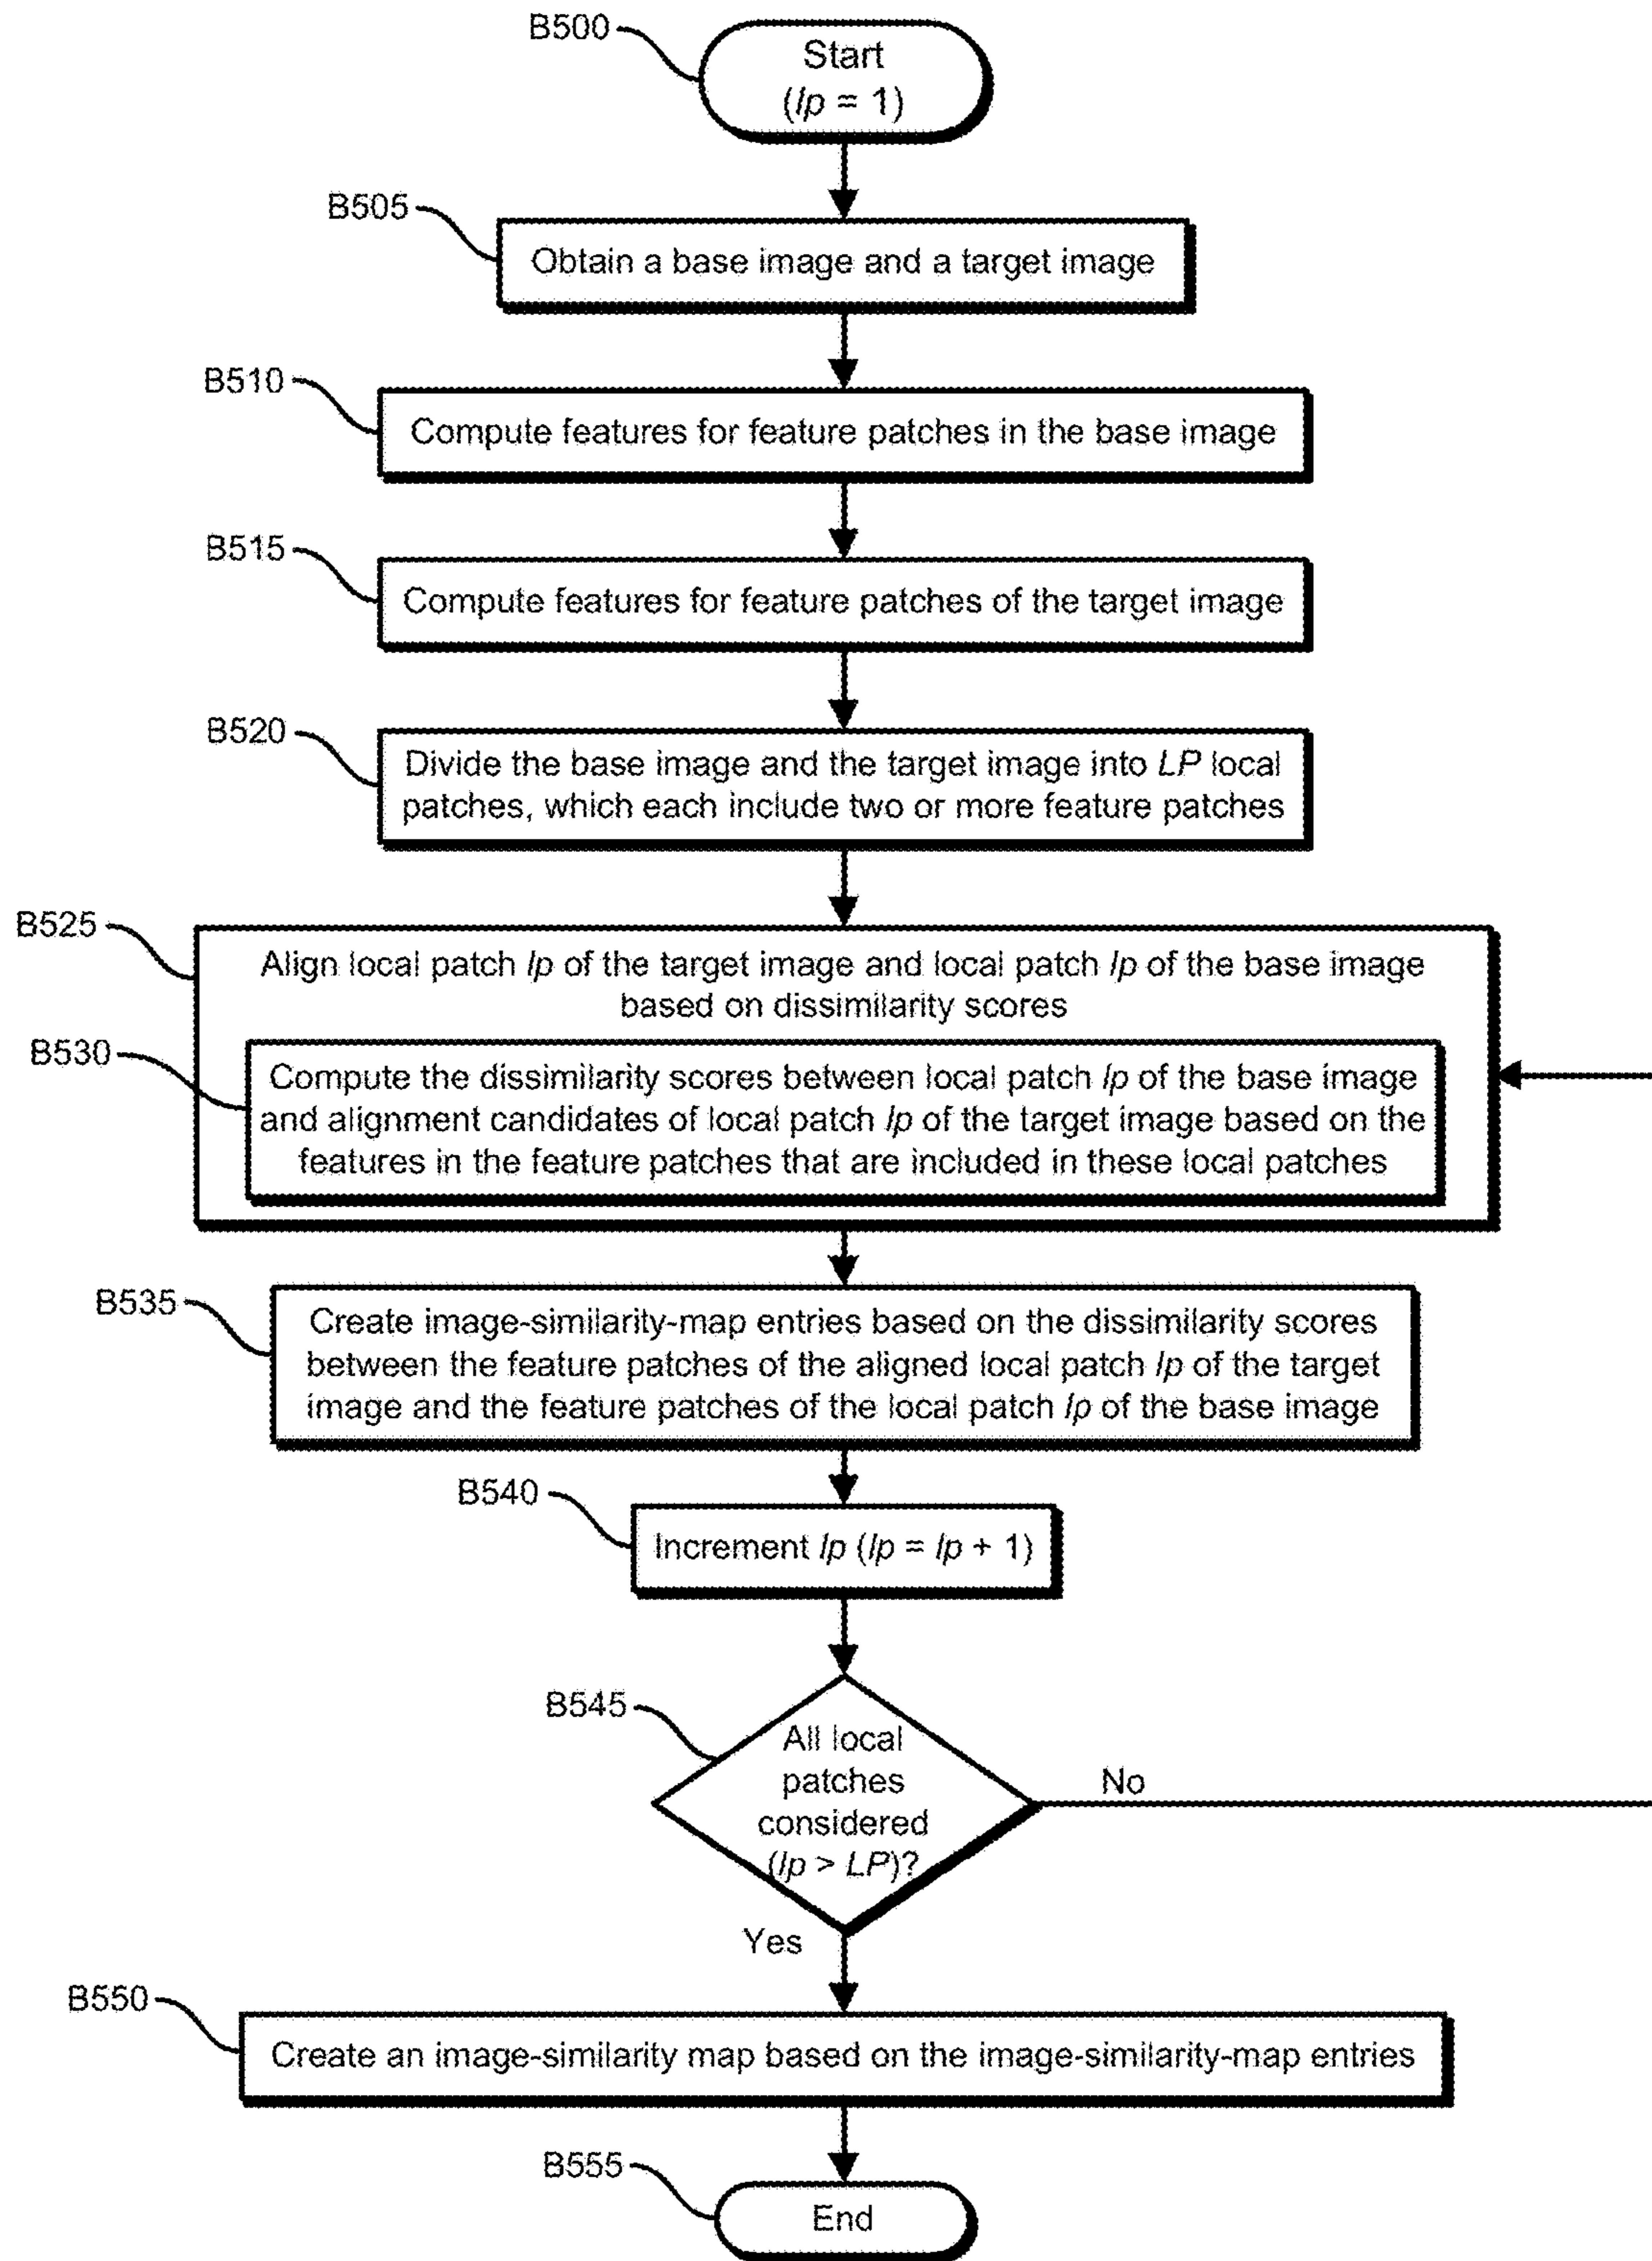 B500
Start
(lp = 1)
B505
Obtain a base image and a target image
B510
Compute features for feature patches in the base image
B515
Compute features for feature patches of the target image
B520
Divide the base image and the target image into LP local
patches, which each include two or more feature patches
B525
Align local patch lp of the target image and local patch lp of the base image
based on dissimilarity scores
B530
Compute the dissimilarity scores between local patch lp of the base image
and alignment candidates of local patch lp of the target image based on the
features in the feature patches that are included in these local patches
B535
Create image-similarity-map entries based on the dissimilarity scores
between the feature patches of the aligned local patch lp of the target
image and the feature patches of the local patch lp of the base image
B540
Increment lp (lp = lp + 1)
B545
All local
patches
considered
(lp > LP)?
No
Yes
B550
Create an image-similarity map based on the image-similarity-map entries
B555
End